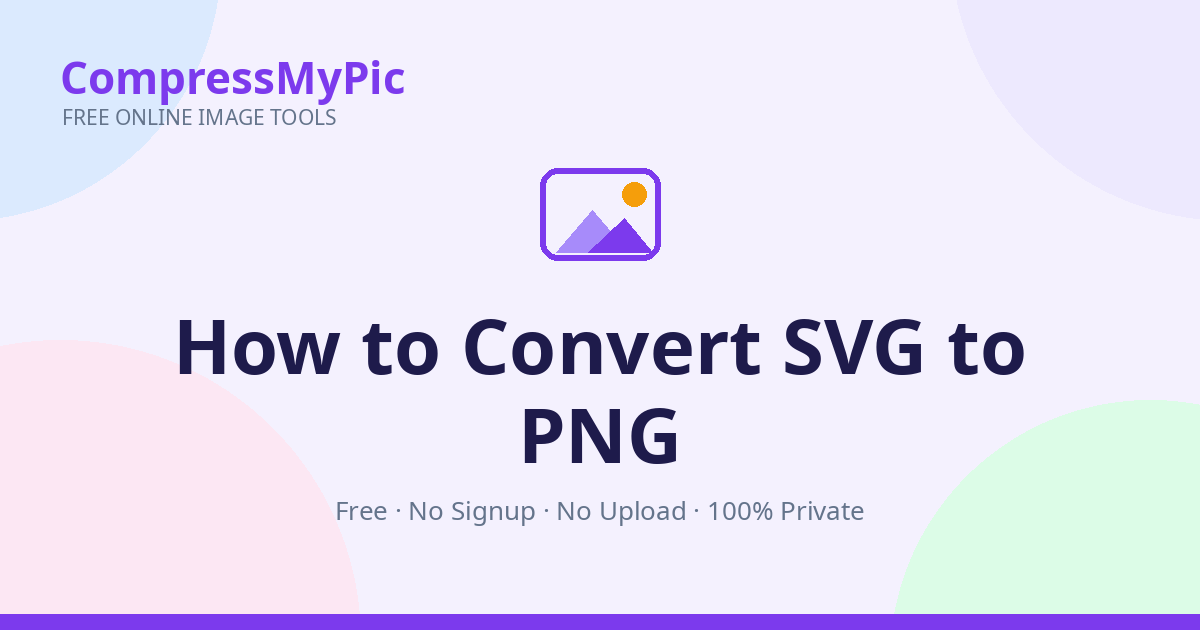 CompressMyPic
FREE ONLINE IMAGE TOOLS
How to Convert SVG to
PNG
Free · No Signup · No Upload · 100% Private